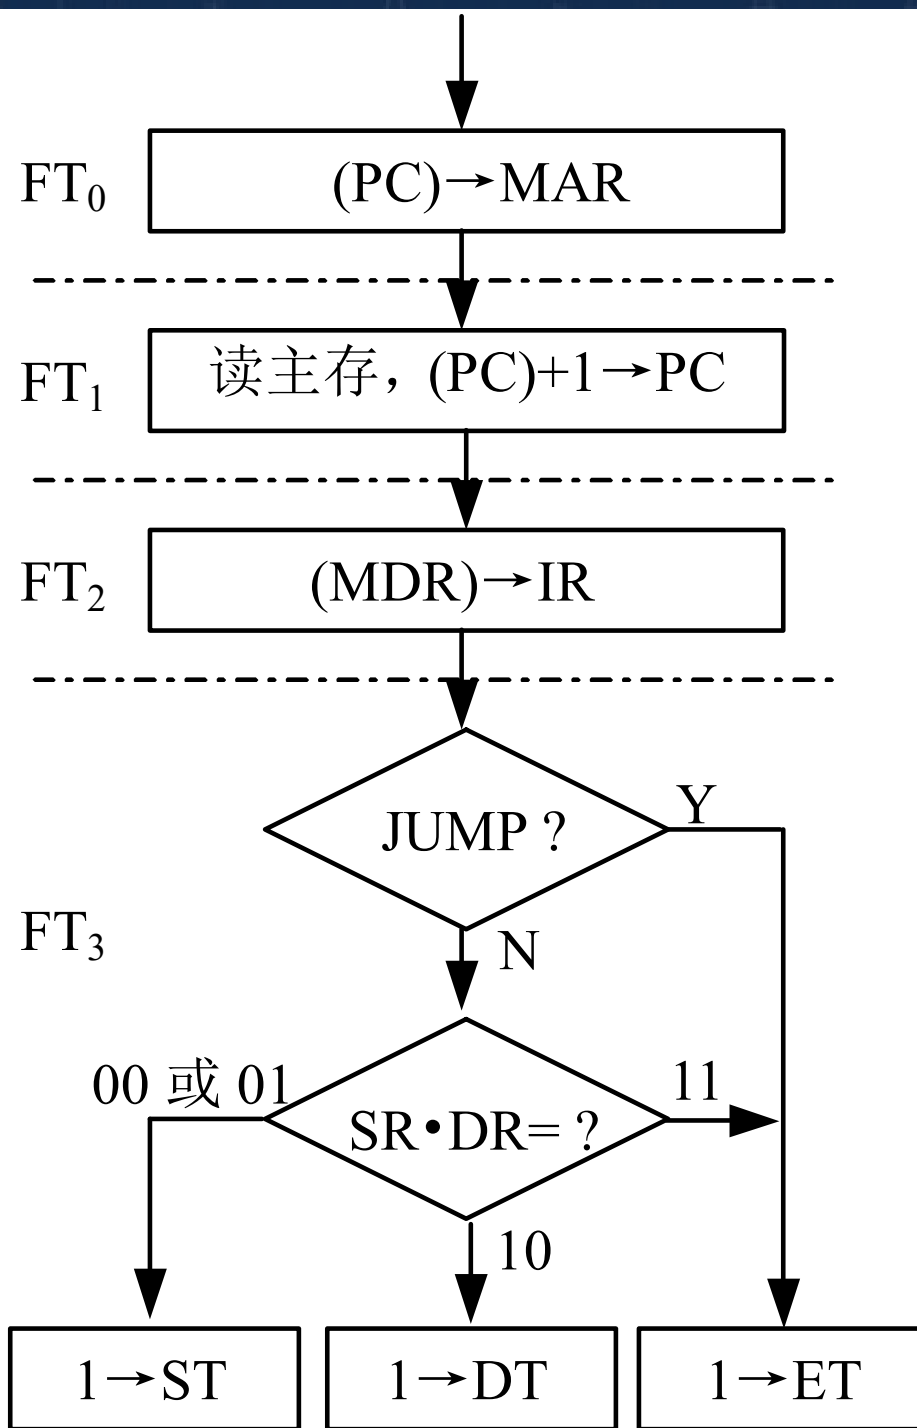 FT₀
(PC)→MAR
FT₁
读主存，(PC)+1→PC
FT₂
(MDR)→IR
JUMP？
Y
FT₃
N
00 或 01
SR•DR=？
11
10
1→ST
1→DT
1→ET